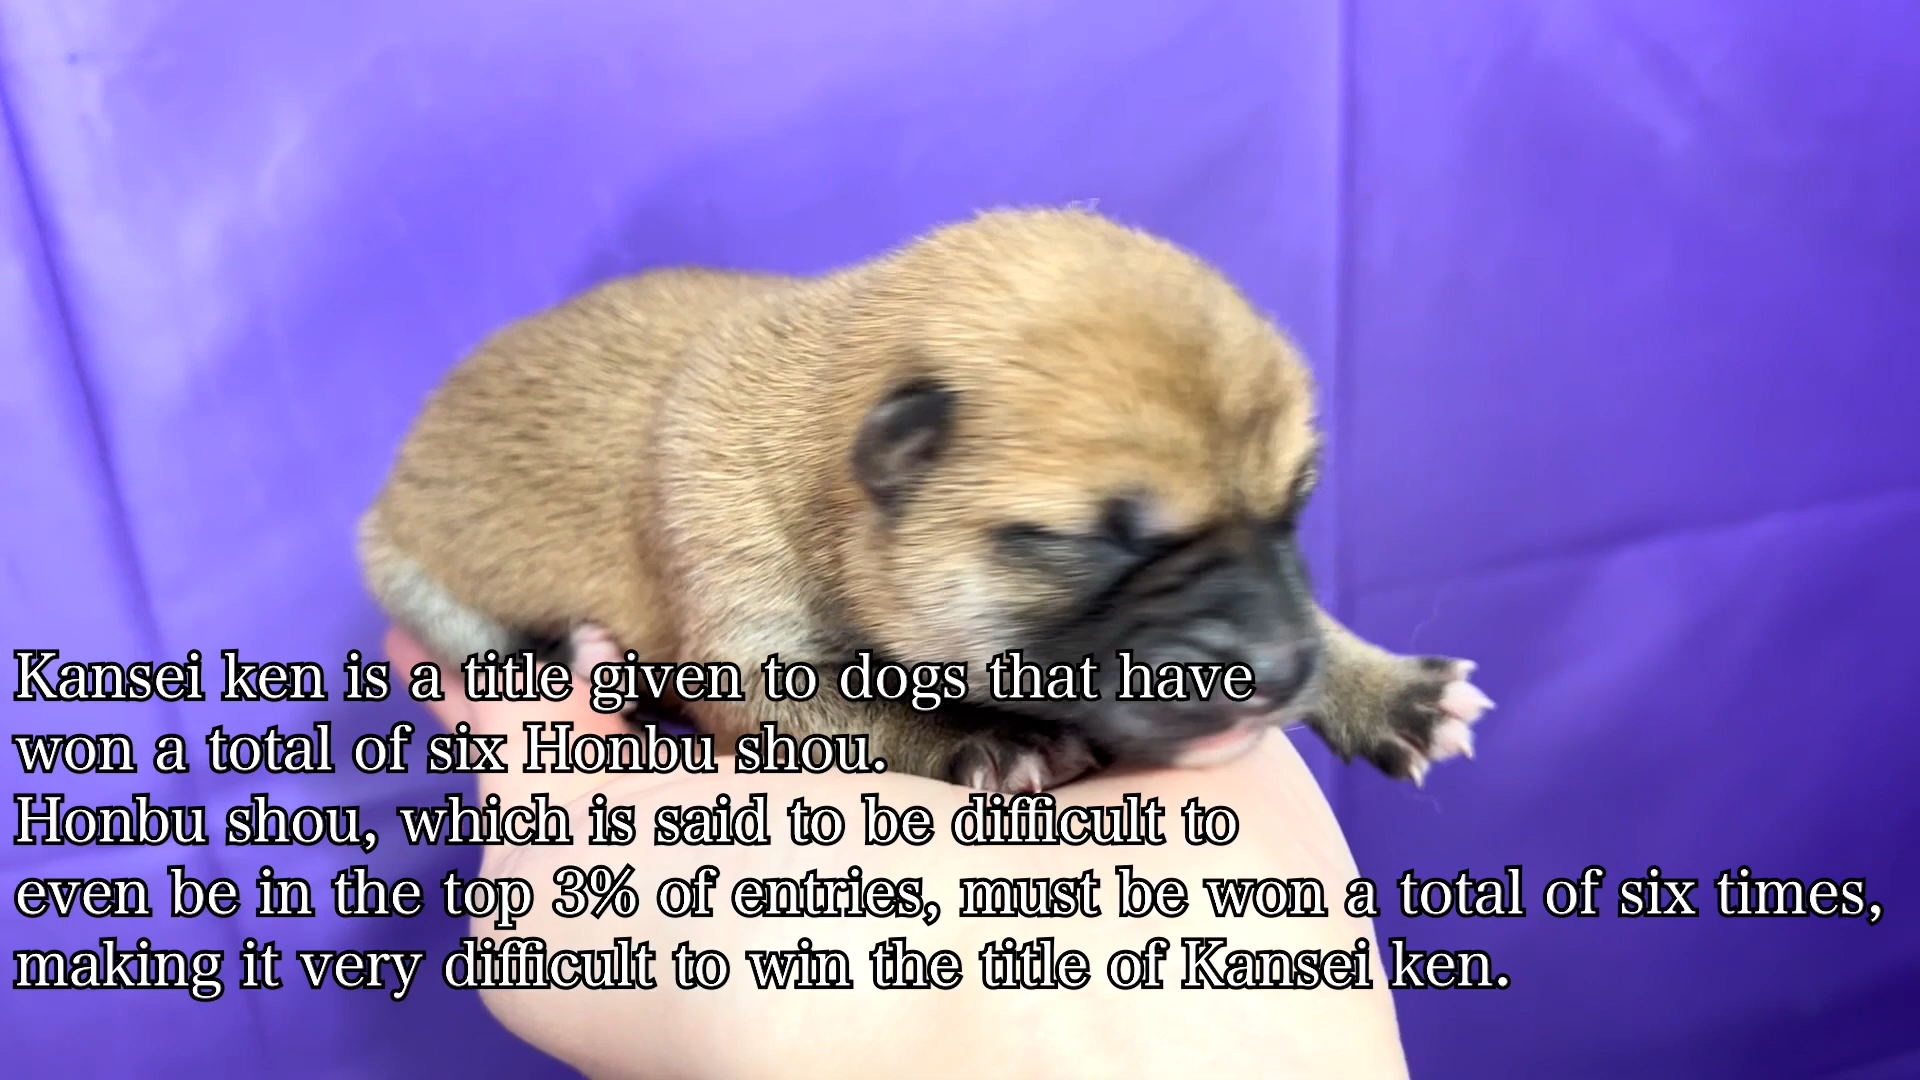 Kansei ken is a title given to dogs that have
won a total of six Honbu shou.
Honbu shou, which is said to be difficult to
even be in the top 3% of entries, must be won a total of six times,
making it very difficult to win the title of Kansei ken.